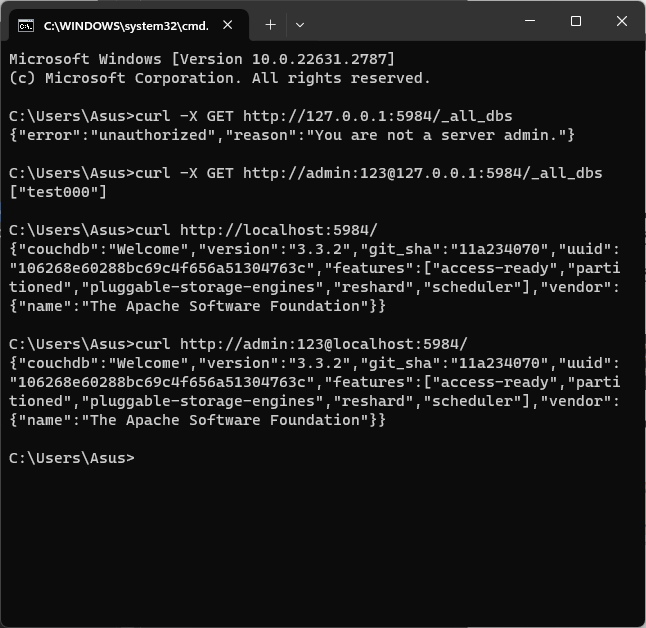 C:\WINDOWS\system32\cmd.
Microsoft Windows [Version 10.0.22631.2787]
(c) Microsoft Corporation. All rights reserved.
C:\Users\Asus>curl -X GET http://127.0.0.1:5984/_all_dbs
{"error":"unauthorized","reason":"You are not a server admin."}
C:\Users\Asus>curl -X GET http://admin:123@127.0.0.1:5984/_all_dbs
["test000"]
C:\Users\Asus>curl http://localhost:5984/
{"couchdb":"Welcome","version":"3.3.2","git_sha":"11a234070","uuid":
"106268e60288bc69c4f656a51304763c","features":["access-ready","parti
tioned","pluggable-storage-engines","reshard","scheduler"],"vendor":
{"name":"The Apache Software Foundation"}}
C:\Users\Asus>curl http://admin:123@localhost:5984/
{"couchdb":"Welcome","version":"3.3.2","git_sha":"11a234070","uuid":
"106268e60288bc69c4f656a51304763c","features":["access-ready","parti
tioned","pluggable-storage-engines","reshard","scheduler"],"vendor":
{"name":"The Apache Software Foundation"}}
C:\Users\Asus>